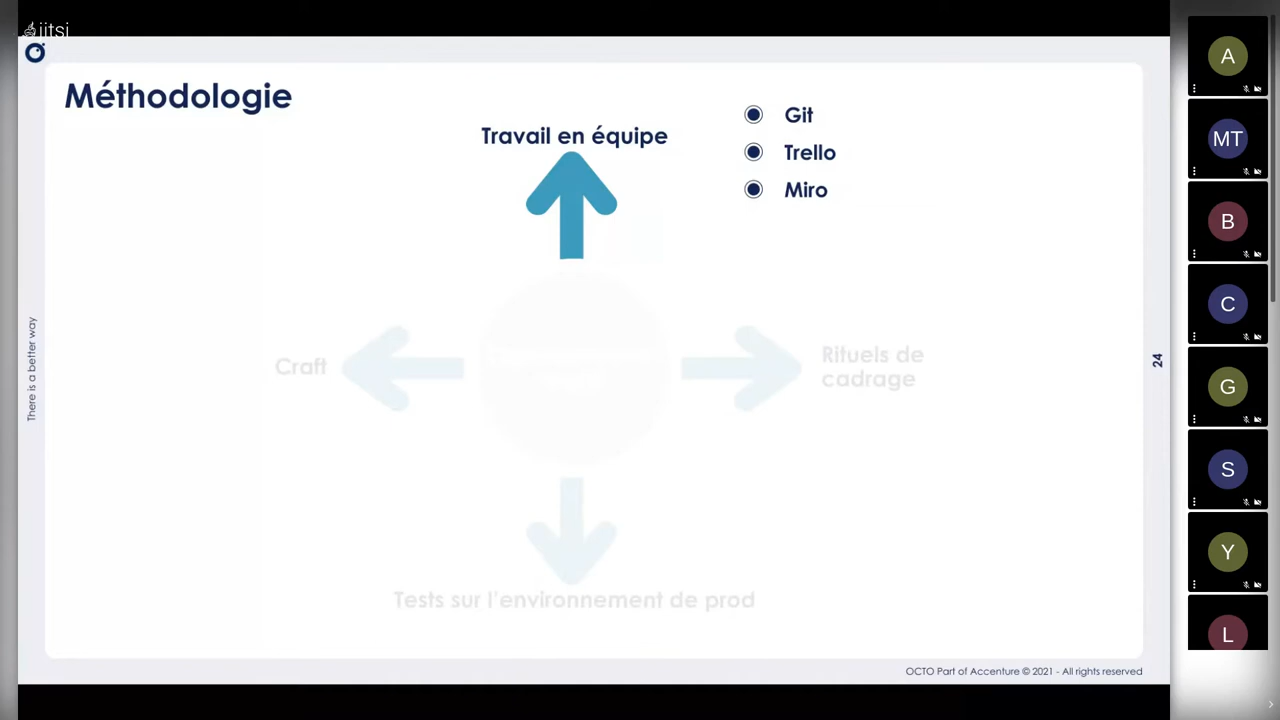 jitsi
Méthodologie
Travail en équipe
Git
Trello
Miro
Craft
Rituels de
cadrage
Tests sur l'environnement de prod
There is a better way
24
OCTO Part of Accenture © 2021 - All rights reserved
A
MT
B
C
G
S
Y
L